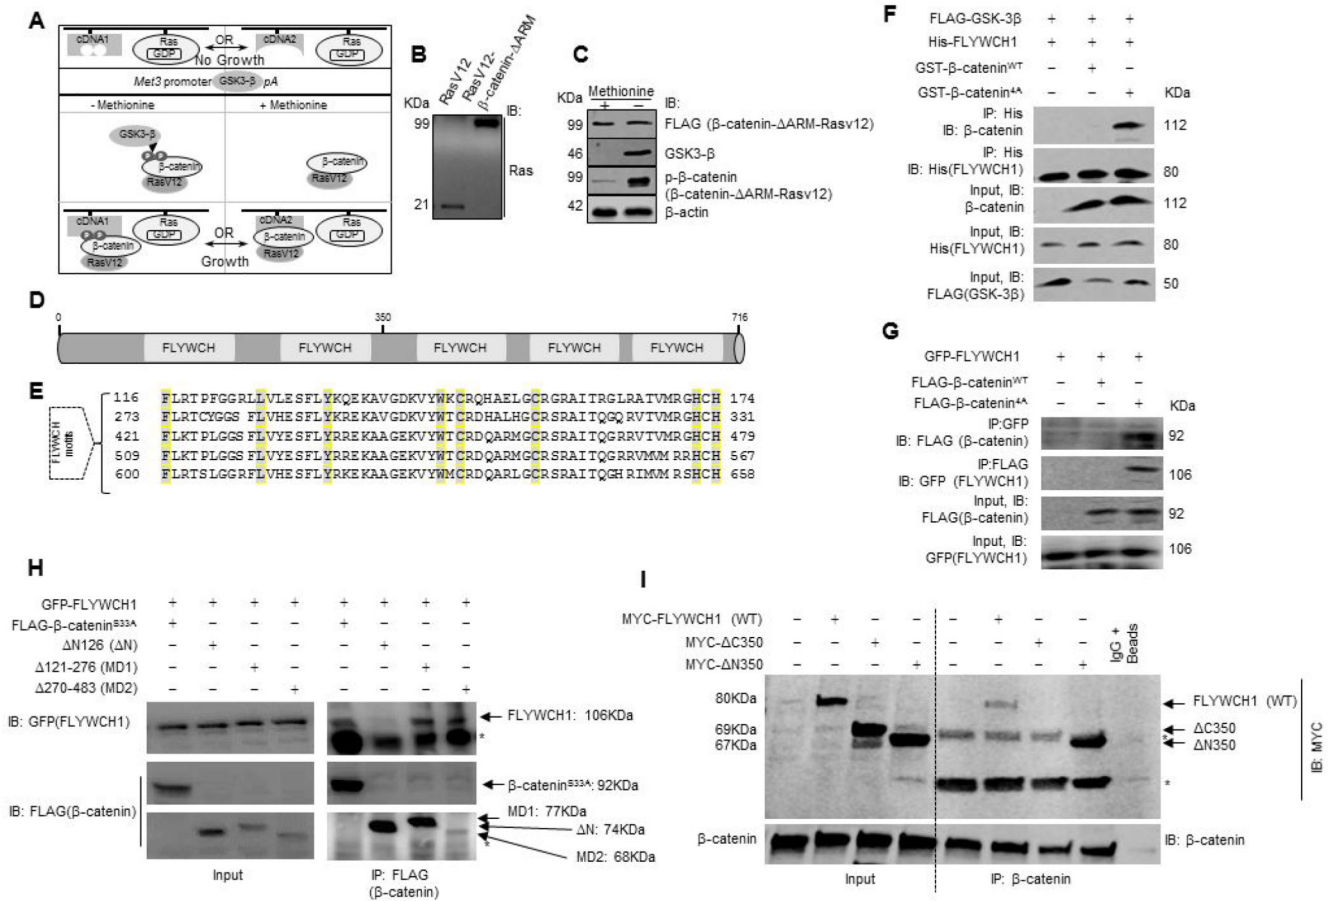 A
cDNA1
Ras
GDP
OR
No Growth
cDNA2
Ras
GDP
Met3 promoter GSK3-β pA
- Methionine
+ Methionine
GSK3-β
P P
β-catenin
RasV12
β-catenin
RasV12
cDNA1
P P
β-catenin
RasV12
Ras
GDP
OR
Growth
cDNA2
β-catenin
RasV12
Ras
GDP
B
RasV12
RasV12-
β-catenin-ΔARM
KDa
IB:
99
21
Ras
C
Methionine
KDa
+ −
IB:
99
FLAG (β-catenin-ΔARM-Rasv12)
46
GSK3-β
99
p-β-catenin
(β-catenin-ΔARM-Rasv12)
42
β-actin
D
0
350
716
FLYWCH FLYWCH FLYWCH FLYWCH FLYWCH
E
FLYWCH
motifs
116 FLRTPFGGRLLVLESFLYKQEKAVGDKVYWKCRQHAELGCRGRAITRGLRATVMRGHCH 174
273 FLRTCYGGS FLVHESFLYRKEKAVGDKVYWTCRDHALHGCRSRAITQGQRVTVMRGHCH 331
421 FLKTPLGGSFLVYESFLYRREKAAGEKVYWTCRDQARMGCRSRAITQGRRVTVMRGHCH 479
509 FLKTPLGGSFLVYESFLYRREKAAGEKVYWTCRDQARMGCRSRAITQGRRVMVM RRHCH 567
600 FLRTSLGGRFLVHESFLYRKEKAAGEKVYWMCRDQARLGCRSRAITQGHRIMVM RSHCH 658
F
FLAG-GSK-3β + + +
His-FLYWCH1 + + +
GST-β-catenin^WT +
GST-β-catenin^4A +
KDa
IP: His
IB: β-catenin
112
IP: His
IB: His(FLYWCH1)
80
Input, IB:
β-catenin
112
Input, IB:
His(FLYWCH1)
80
Input, IB:
FLAG(GSK-3β)
50
G
GFP-FLYWCH1 + + +
FLAG-β-catenin^WT +
FLAG-β-catenin^4A +
KDa
IP:GFP
IB: FLAG (β-catenin)
92
IP:FLAG
IB: GFP (FLYWCH1)
106
Input, IB:
FLAG(β-catenin)
92
Input, IB:
GFP(FLYWCH1)
106
H
GFP-FLYWCH1 + + + + + + + +
FLAG-β-catenin^S33A + − − − + − − −
ΔN126 (ΔN) − + − − − + − −
Δ121-276 (MD1) − − + − − − + −
Δ270-483 (MD2) − − − + − − − +
IB: GFP(FLYWCH1)
FLYWCH1: 106KDa
*
β-catenin^S33A: 92KDa
IB: FLAG(β-catenin)
MD1: 77KDa
ΔN: 74KDa
*
MD2: 68KDa
Input
IP: FLAG
(β-catenin)
I
MYC-FLYWCH1 (WT) − + − − − + − −
MYC-ΔC350 − − + − − − + −
MYC-ΔN350 − − − + − − − +
IgG +
Beads
80KDa
FLYWCH1 (WT)
69KDa
ΔC350
*
67KDa
ΔN350
*
IB: MYC
β-catenin
IB: β-catenin
Input
IP: β-catenin